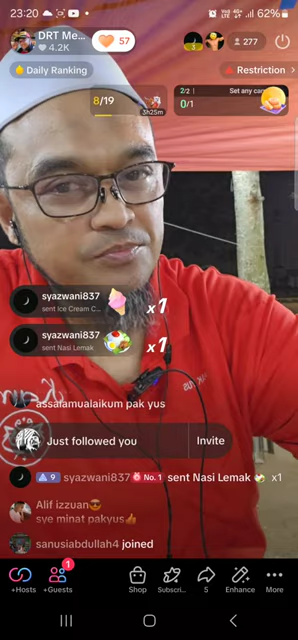 23:20
Vo)) 4G+ 62%
DRT Me...
4.2K
57
3
277
Daily Ranking
Restriction >
8/19
3h25m
2/2 | Set any car
0/1
syazwani837
sent Ice Cream C...
x1
syazwani837
sent Nasi Lemak
x1
assalamualaikum pak yus
Just followed you
Invite
9 syazwani837 No. 1 sent Nasi Lemak x1
Alif izzuan😎
sye minat pakyus👍
sanusiabdullah4 joined
1
+Hosts
+Guests
Shop
Subscri...
5
Enhance
More